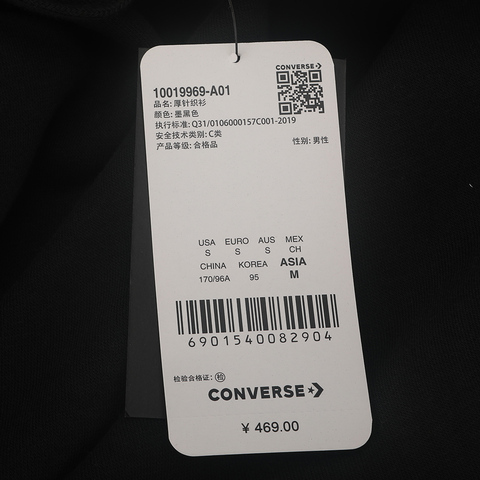 CONVERSE
10019969-A01
品名: 厚针织衫
颜色: 墨黑色
执行标准: Q31/0106000157C001-2019
安全技术类别: C类
产品等级: 合格品 性别: 男性
USA EURO AUS MEX
S S S CH
CHINA KOREA ASIA
170/96A 95 M
6901540082904
检验合格证: 检
CONVERSE
¥ 469.00